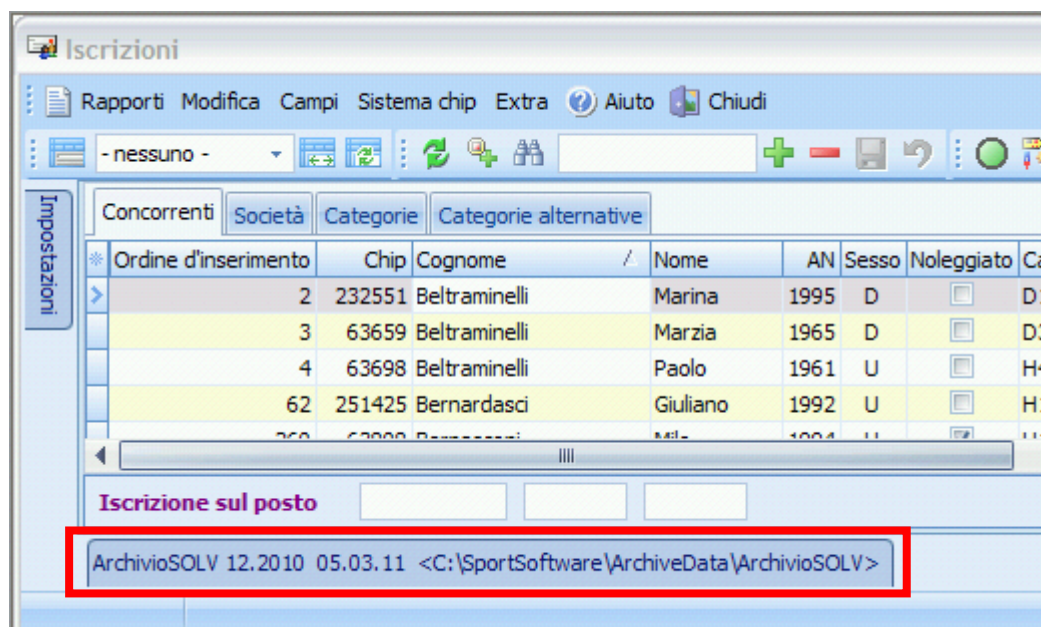 Iscrizioni
Rapporti Modifica Campi Sistema chip Extra Aiuto Chiudi
- nessuno -
Impostazioni
Concorrenti Società Categorie Categorie alternative
Ordine d'inserimento Chip Cognome Nome AN Sesso Noleggiato
2 232551 Beltraminelli Marina 1995 D
3 63659 Beltraminelli Marzia 1965 D
4 63698 Beltraminelli Paolo 1961 U
62 251425 Bernardasci Giuliano 1992 U
Iscrizione sul posto
ArchivioSOLV 12.2010 05.03.11 <C:\SportSoftware\ArchiveData\ArchivioSOLV>